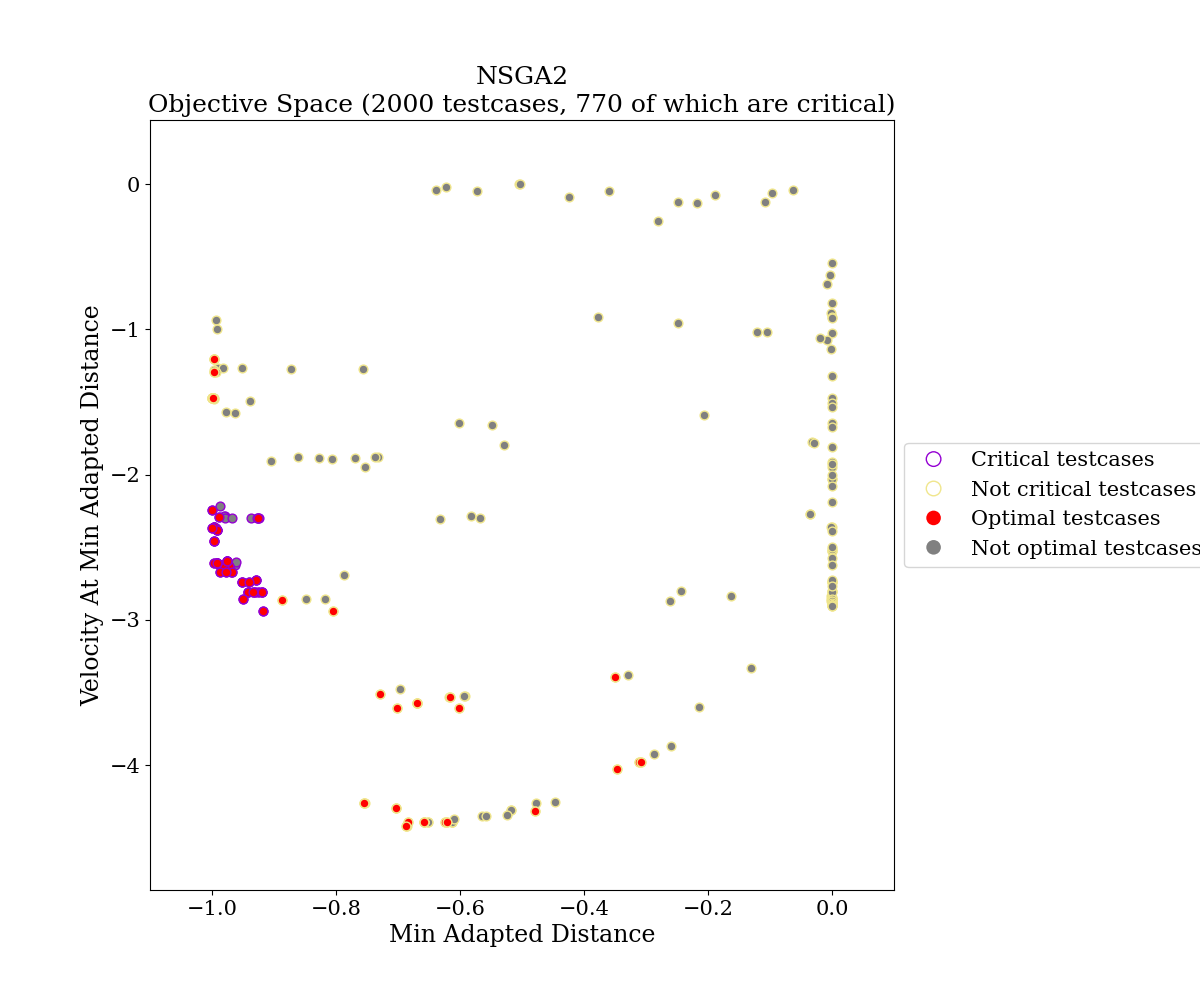 NSGA2
Objective Space (2000 testcases, 770 of which are critical)
0
−1
−2
−3
−4
Velocity At Min Adapted Distance
−1.0
−0.8
−0.6
−0.4
−0.2
0.0
Min Adapted Distance
Critical testcases
Not critical testcases
Optimal testcases
Not optimal testcases